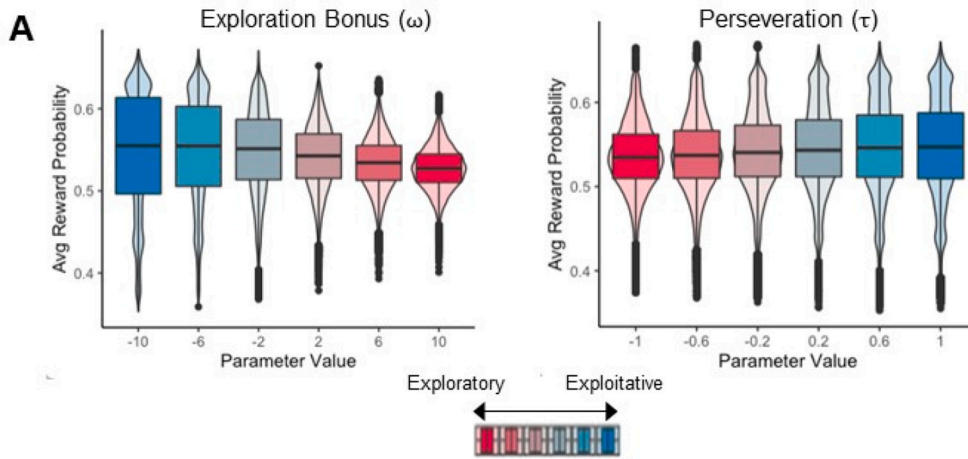 A
Exploration Bonus (ω)
Perseveration (τ)
Avg Reward Probability
0.6
0.5
0.4
-10 -6 -2 2 6 10
Parameter Value
Avg Reward Probability
0.6
0.5
0.4
-1 -0.6 -0.2 0.2 0.6 1
Parameter Value
Exploratory Exploitative